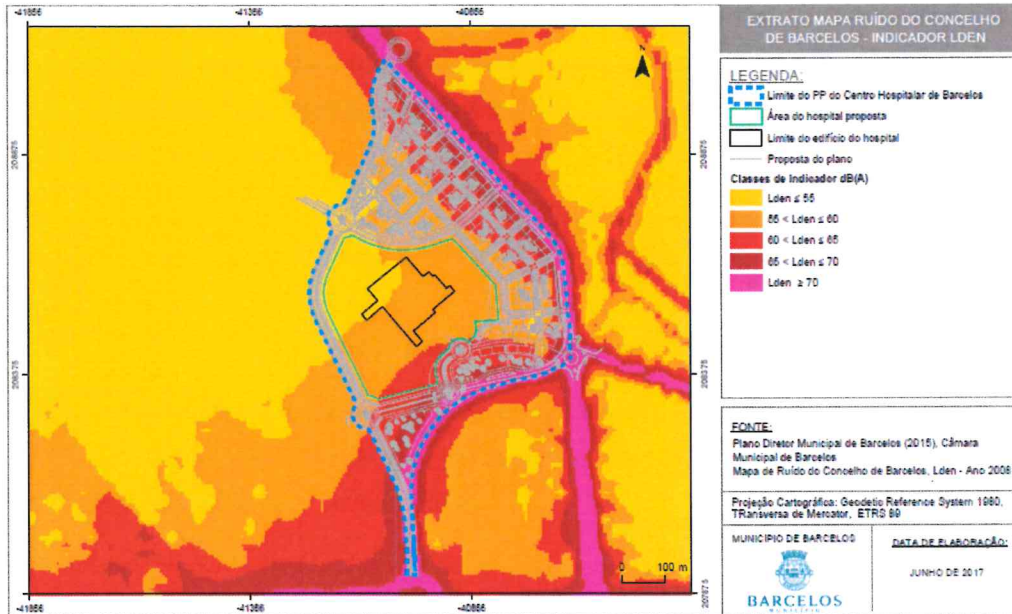 EXTRATO MAPA RUÍDO DO CONCELHO
DE BARCELOS - INDICADOR LDEN
LEGENDA:
Limite do PP do Centro Hospitalar de Barcelos
Área do hospital proposta
Limite do edifício do hospital
Proposta do plano
Classes de Indicador dB(A)
Lden ≤ 55
55 < Lden ≤ 60
60 < Lden ≤ 65
65 < Lden ≤ 70
Lden ≥ 70
FONTE:
Plano Diretor Municipal de Barcelos (2015), Câmara
Municipal de Barcelos
Mapa de Ruído do Concelho de Barcelos, Lden - Ano 2008
Projeção Cartográfica: Geodetic Reference System 1980,
TRansversa de Mercator, ETRS 89
MUNICÍPIO DE BARCELOS
BARCELOS
MUNICÍPIO
DATA DE ELABORAÇÃO:
JUNHO DE 2017
-41856
-41356
-40856
208875
208875
208375
208375
207875
-41856
-41356
-40856
N
0 100 m